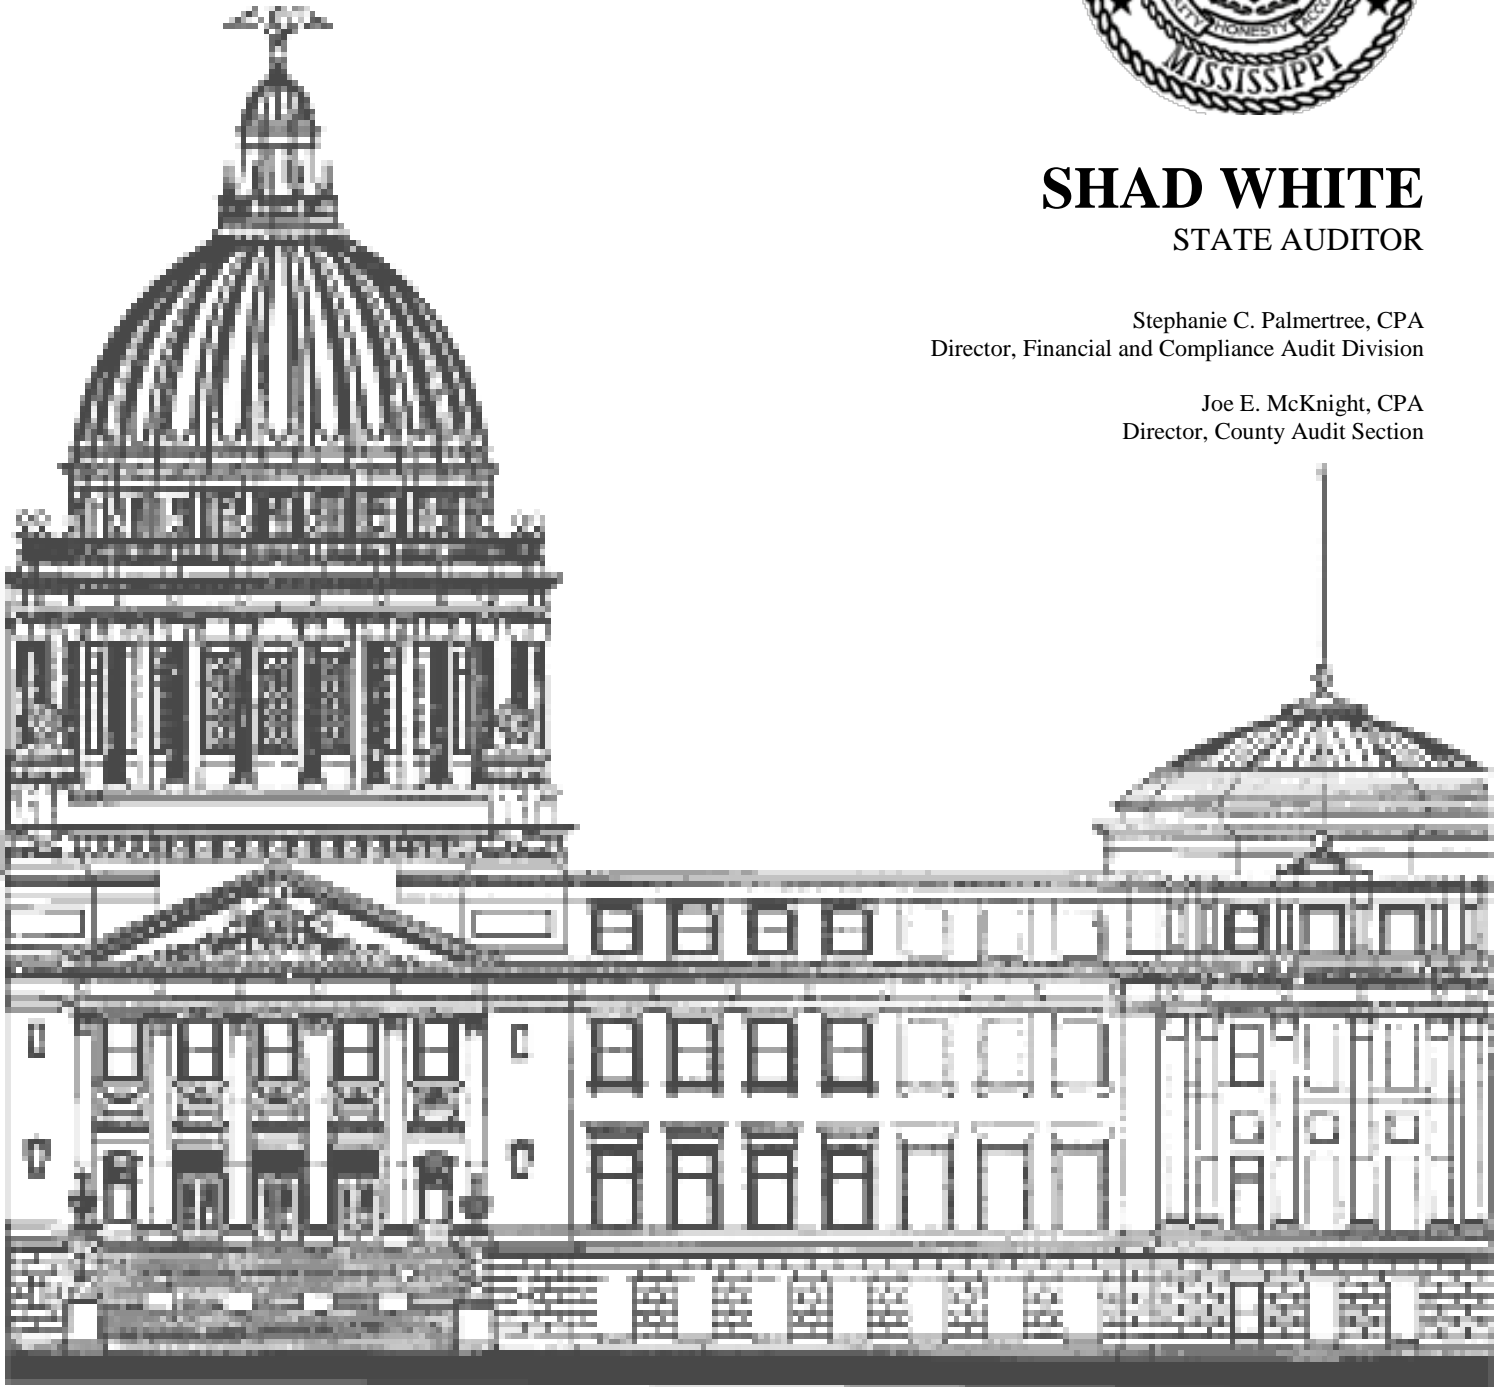 HONESTY
MISSISSIPPI
SHAD WHITE
STATE AUDITOR
Stephanie C. Palmertree, CPA
Director, Financial and Compliance Audit Division
Joe E. McKnight, CPA
Director, County Audit Section